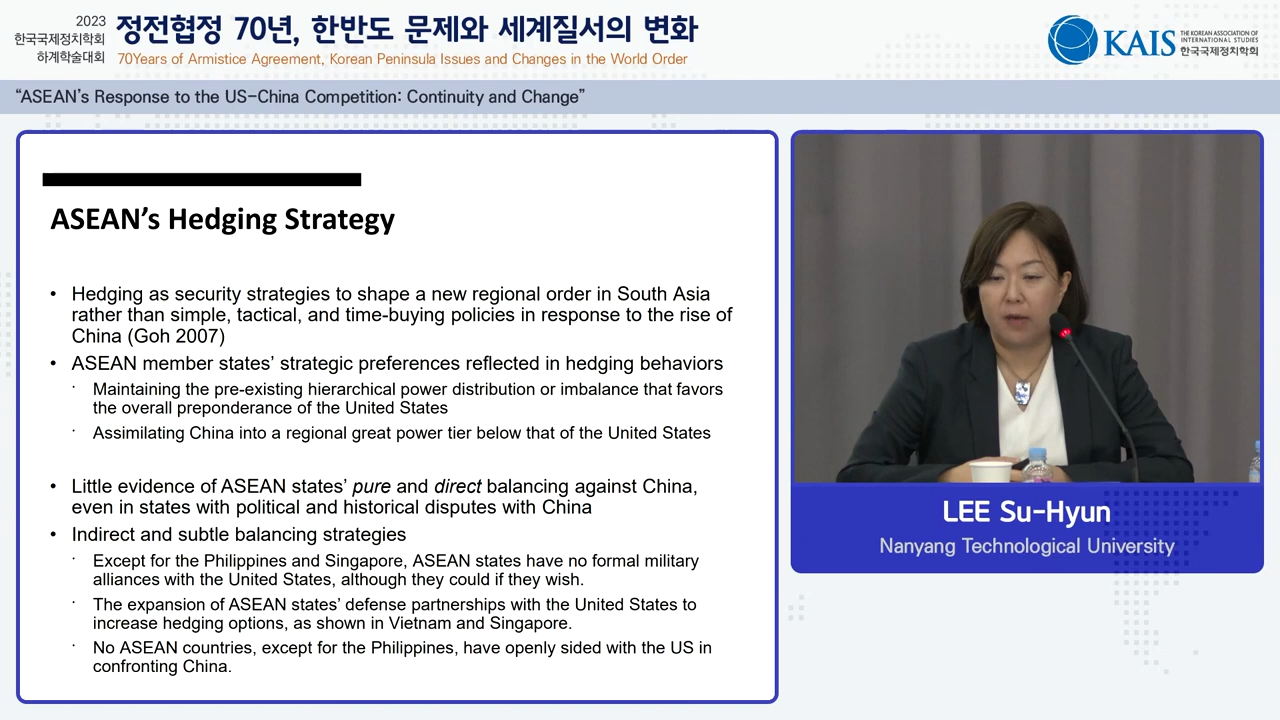 2023
한국국제정치학회
하계학술대회
정전협정 70년, 한반도 문제와 세계질서의 변화
70Years of Armistice Agreement, Korean Peninsula Issues and Changes in the World Order
KAIS
THE KOREAN ASSOCIATION OF
INTERNATIONAL STUDIES
한국국제정치학회
“ASEAN’s Response to the US-China Competition: Continuity and Change”
ASEAN’s Hedging Strategy
• Hedging as security strategies to shape a new regional order in South Asia
rather than simple, tactical, and time-buying policies in response to the rise of
China (Goh 2007)
• ASEAN member states’ strategic preferences reflected in hedging behaviors
· Maintaining the pre-existing hierarchical power distribution or imbalance that favors
the overall preponderance of the United States
· Assimilating China into a regional great power tier below that of the United States
• Little evidence of ASEAN states’ pure and direct balancing against China,
even in states with political and historical disputes with China
• Indirect and subtle balancing strategies
· Except for the Philippines and Singapore, ASEAN states have no formal military
alliances with the United States, although they could if they wish.
· The expansion of ASEAN states’ defense partnerships with the United States to
increase hedging options, as shown in Vietnam and Singapore.
· No ASEAN countries, except for the Philippines, have openly sided with the US in
confronting China.
LEE Su-Hyun
Nanyang Technological University